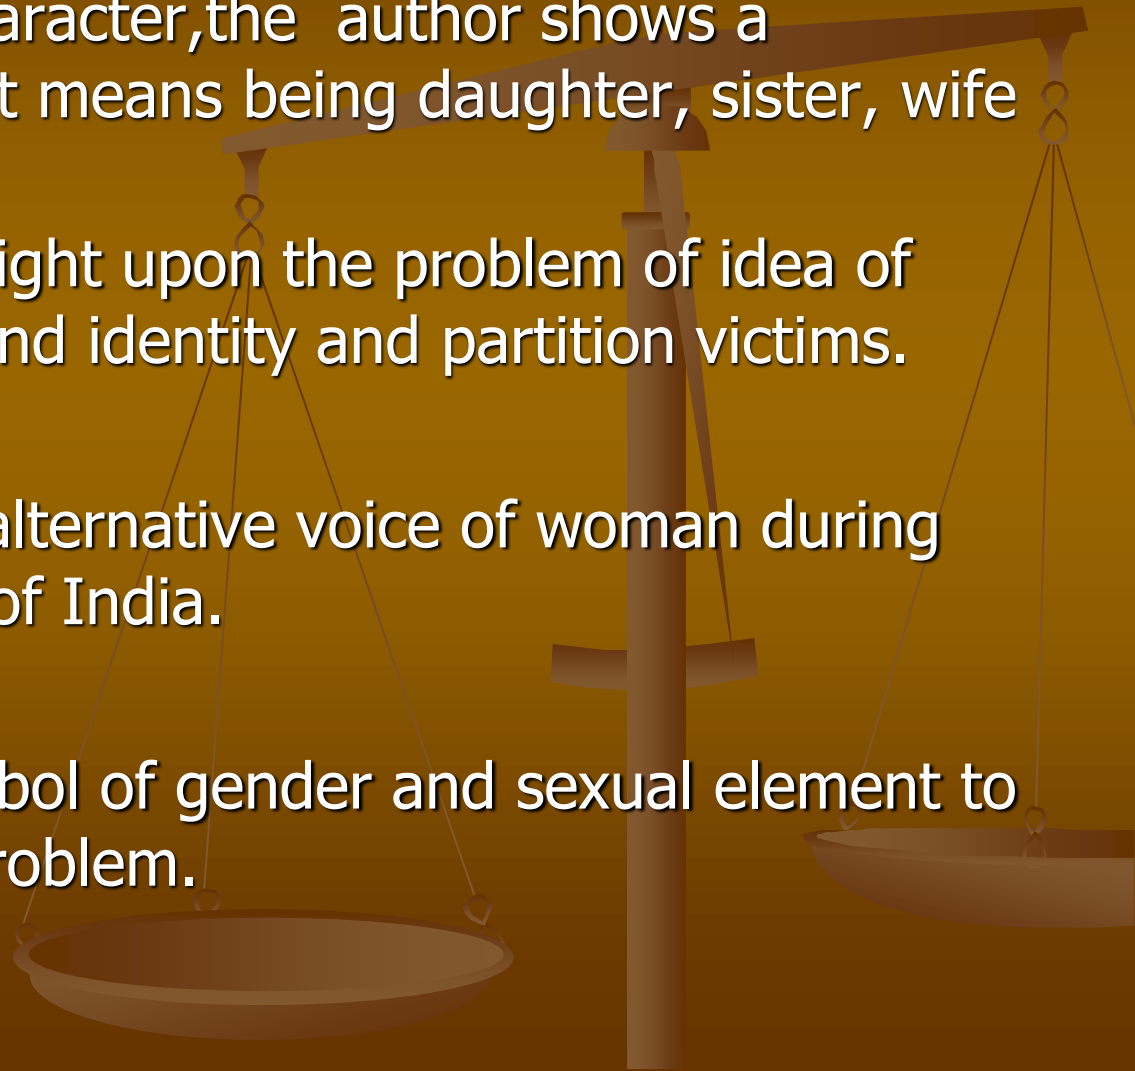 aracter,the  author shows a
t means being daughter, sister, wife
ight upon the problem of idea of
nd identity and partition victims.
alternative voice of woman during
of India.
bol of gender and sexual element to
roblem.